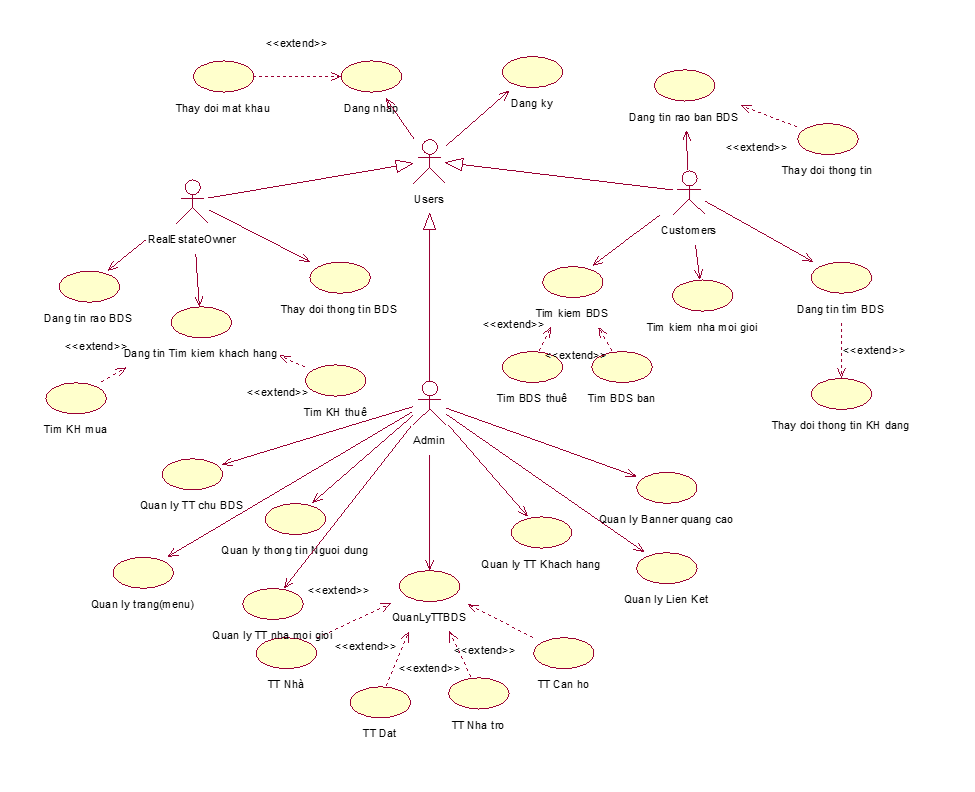 <<extend>>
Thay doi mat khau
Dang nhap
Dang ky
Dang tin rao ban BDS
<<extend>>
Thay doi thong tin
Users
RealEstateOwner
Customers
Dang tin rao BDS
Thay doi thong tin BDS
Tim kiem BDS
Tim kiem nha moi gioi
Dang tin tìm BDS
<<extend>>
<<extend>>
Dang tin Tim kiem khach hang
<<extend>>
<<extend>>
<<extend>>
Tim KH mua
Tim KH thuê
Tim BDS thuê
Tim BDS ban
Thay doi thong tin KH dang
Admin
Quan ly TT chu BDS
Quan ly thong tin Nguoi dung
Quan ly Banner quang cao
Quan ly TT Khach hang
Quan ly trang(menu)
<<extend>>
Quan ly Lien Ket
QuanLyTTBDS
Quan ly TT nha moi gioi
<<extend>>
<<extend>>
<<extend>>
TT Nhà
TT Can ho
TT Dat
TT Nha tro